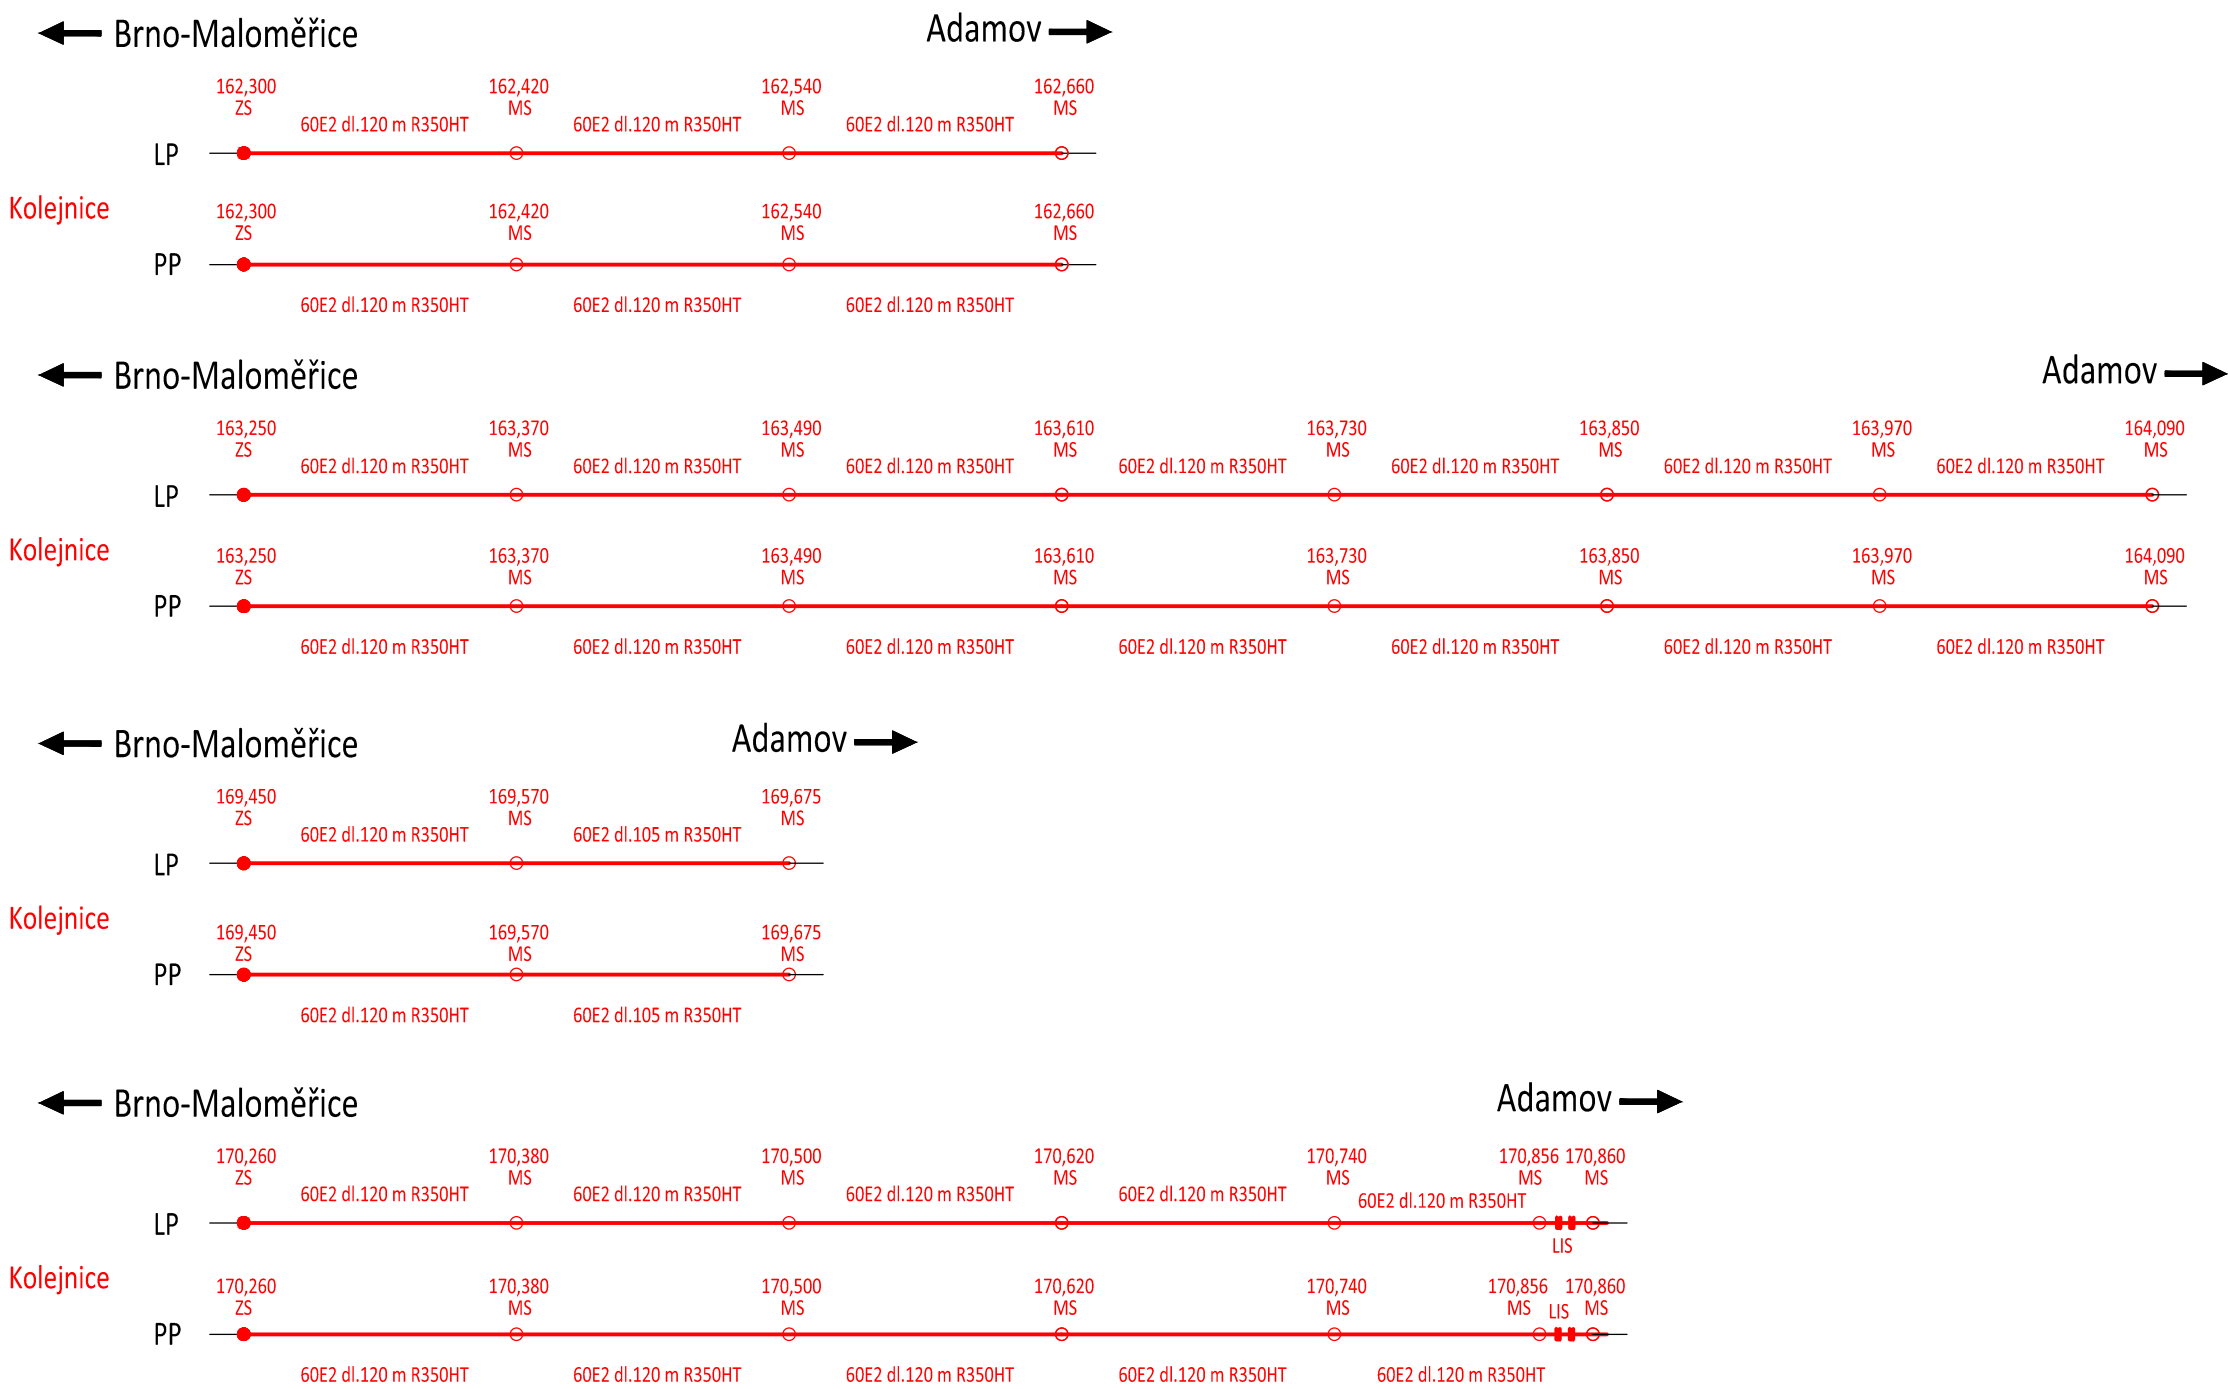 Brno-Maloměřice Adamov
162,300 162,420 162,540 162,660
ZS MS MS MS
60E2 dl.120 m R350HT 60E2 dl.120 m R350HT 60E2 dl.120 m R350HT
LP
Kolejnice
162,300 162,420 162,540 162,660
ZS MS MS MS
PP
60E2 dl.120 m R350HT 60E2 dl.120 m R350HT 60E2 dl.120 m R350HT
Brno-Maloměřice Adamov
163,250 163,370 163,490 163,610 163,730 163,850 163,970 164,090
ZS MS MS MS MS MS MS MS
60E2 dl.120 m R350HT 60E2 dl.120 m R350HT 60E2 dl.120 m R350HT 60E2 dl.120 m R350HT 60E2 dl.120 m R350HT 60E2 dl.120 m R350HT 60E2 dl.120 m R350HT
LP
Kolejnice
163,250 163,370 163,490 163,610 163,730 163,850 163,970 164,090
ZS MS MS MS MS MS MS MS
PP
60E2 dl.120 m R350HT 60E2 dl.120 m R350HT 60E2 dl.120 m R350HT 60E2 dl.120 m R350HT 60E2 dl.120 m R350HT 60E2 dl.120 m R350HT 60E2 dl.120 m R350HT
Brno-Maloměřice Adamov
169,450 169,570 169,675
ZS MS MS
60E2 dl.120 m R350HT 60E2 dl.105 m R350HT
LP
Kolejnice
169,450 169,570 169,675
ZS MS MS
PP
60E2 dl.120 m R350HT 60E2 dl.105 m R350HT
Brno-Maloměřice Adamov
170,260 170,380 170,500 170,620 170,740 170,856 170,860
ZS MS MS MS MS MS MS
60E2 dl.120 m R350HT 60E2 dl.120 m R350HT 60E2 dl.120 m R350HT 60E2 dl.120 m R350HT 60E2 dl.120 m R350HT
LP
LIS
Kolejnice
170,260 170,380 170,500 170,620 170,740 170,856 170,860
ZS MS MS MS MS MS LIS MS
PP
60E2 dl.120 m R350HT 60E2 dl.120 m R350HT 60E2 dl.120 m R350HT 60E2 dl.120 m R350HT 60E2 dl.120 m R350HT